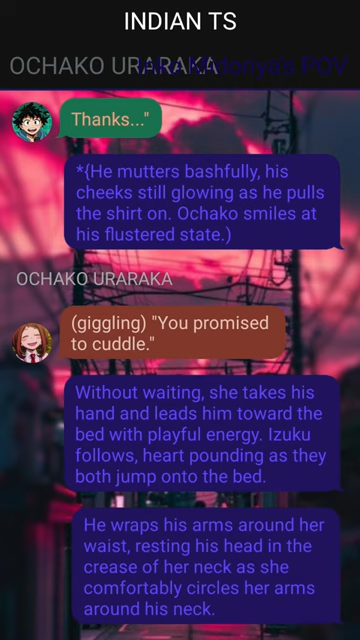 INDIAN TS
OCHAKO URARAKA
Izuku Midoriya's POV
Thanks..."
*{He mutters bashfully, his
cheeks still glowing as he pulls
the shirt on. Ochako smiles at
his flustered state.)
OCHAKO URARAKA
(giggling) "You promised
to cuddle."
Without waiting, she takes his
hand and leads him toward the
bed with playful energy. Izuku
follows, heart pounding as they
both jump onto the bed.
He wraps his arms around her
waist, resting his head in the
crease of her neck as she
comfortably circles her arms
around his neck.